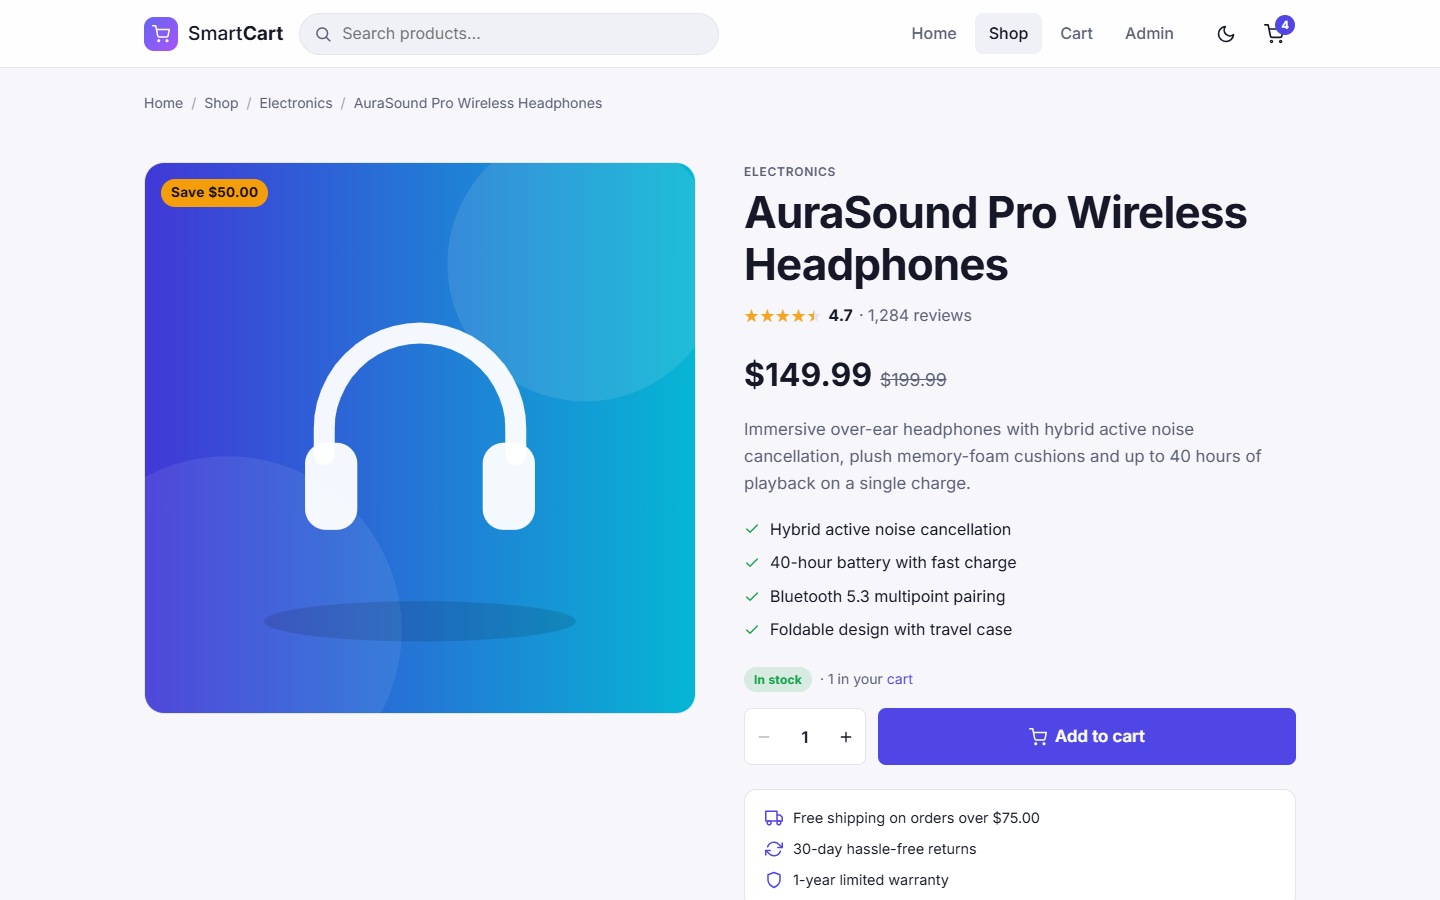 SmartCart
Search products...
Home
Shop
Cart
Admin
4
Home / Shop / Electronics / AuraSound Pro Wireless Headphones
Save $50.00
ELECTRONICS
AuraSound Pro Wireless
Headphones
4.7 · 1,284 reviews
$149.99 $199.99
Immersive over-ear headphones with hybrid active noise
cancellation, plush memory-foam cushions and up to 40 hours of
playback on a single charge.
Hybrid active noise cancellation
40-hour battery with fast charge
Bluetooth 5.3 multipoint pairing
Foldable design with travel case
In stock · 1 in your cart
1
Add to cart
Free shipping on orders over $75.00
30-day hassle-free returns
1-year limited warranty